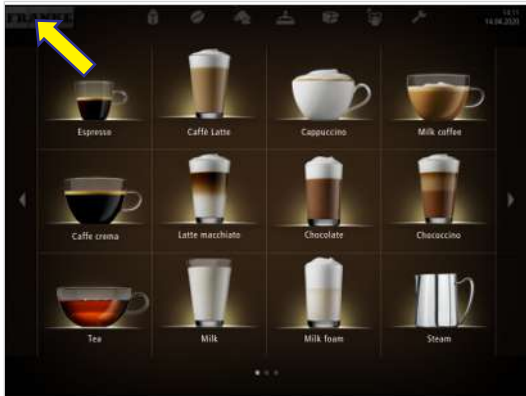 FRANKE
14:11
14.04.2020
Espresso
Caffè Latte
Cappuccino
Milk coffee
Caffe crema
Latte macchiato
Chocolate
Chococcino
Tea
Milk
Milk foam
Steam